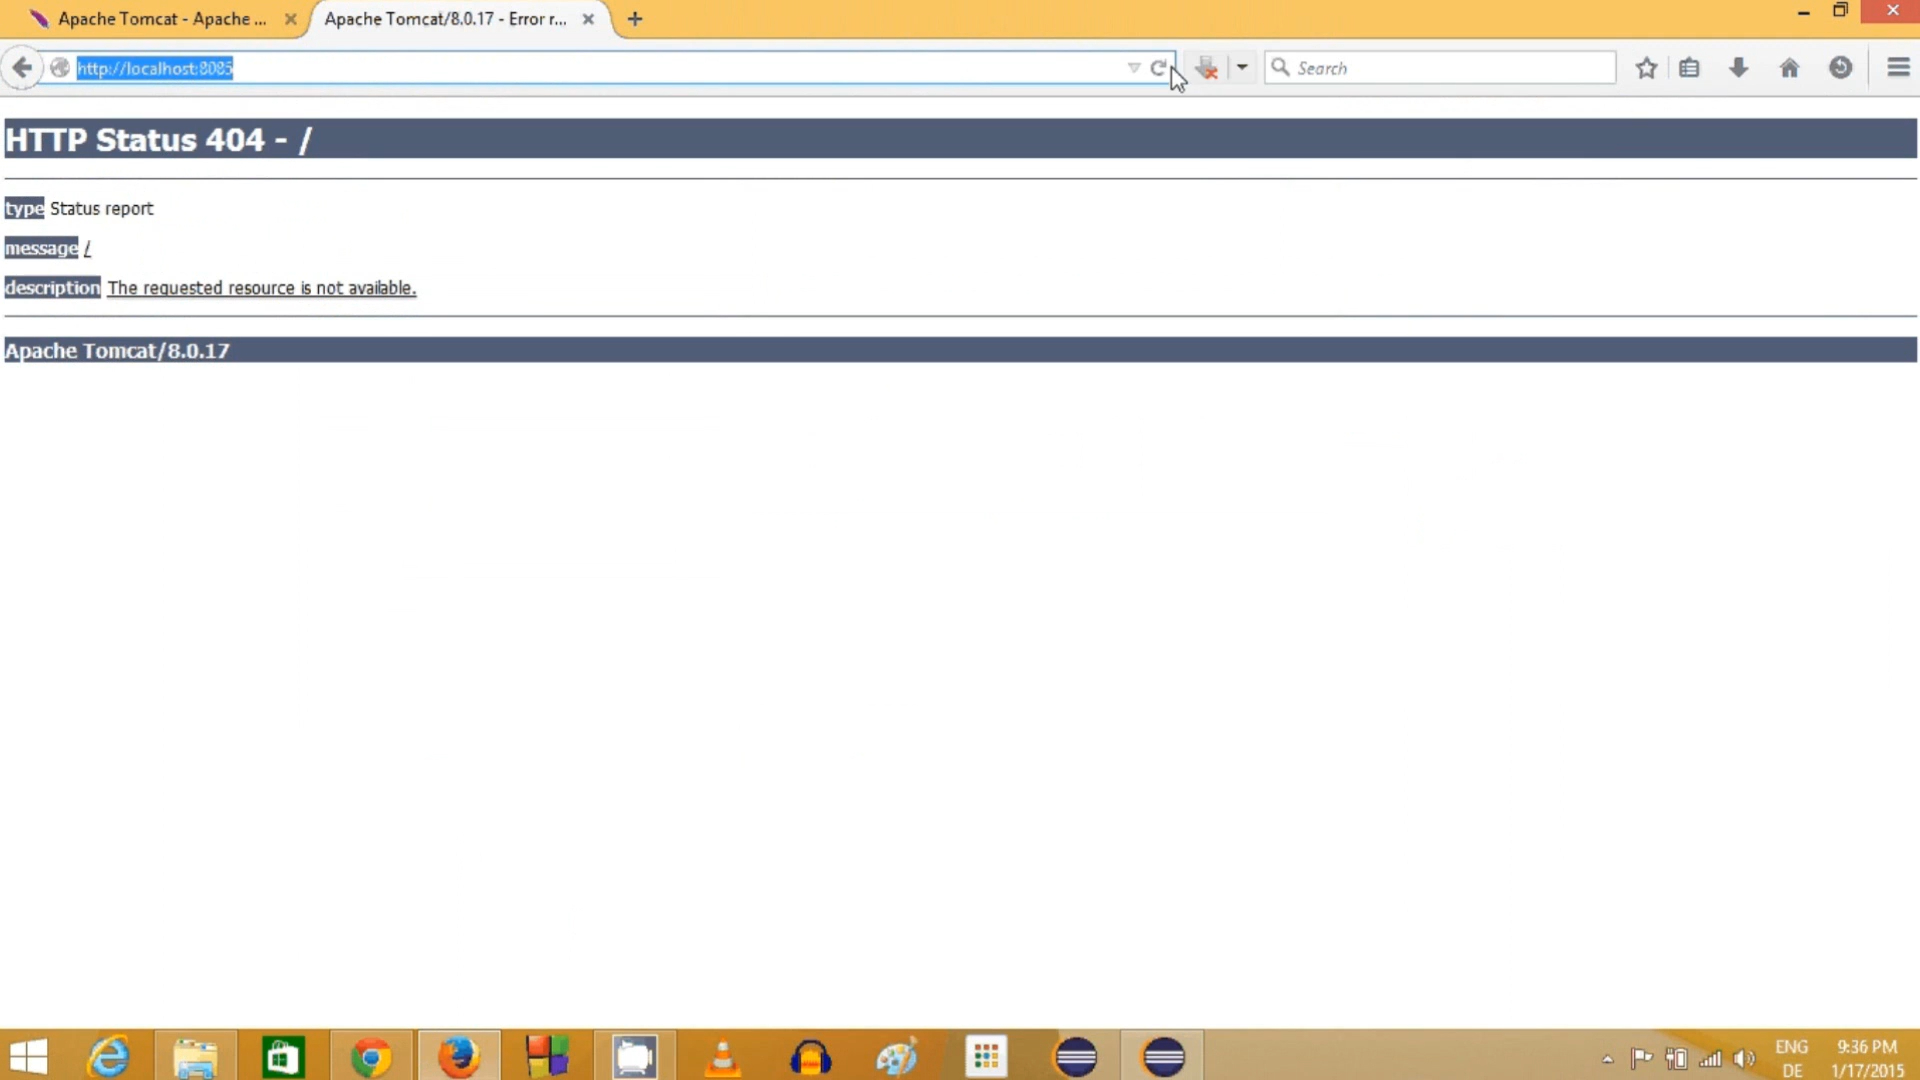 Apache Tomcat - Apache ...
Apache Tomcat/8.0.17 - Error r...
http://localhost:8085
Search
HTTP Status 404 - /
type Status report
message /
description The requested resource is not available.
Apache Tomcat/8.0.17
ENG
DE
9:36 PM
1/17/2015